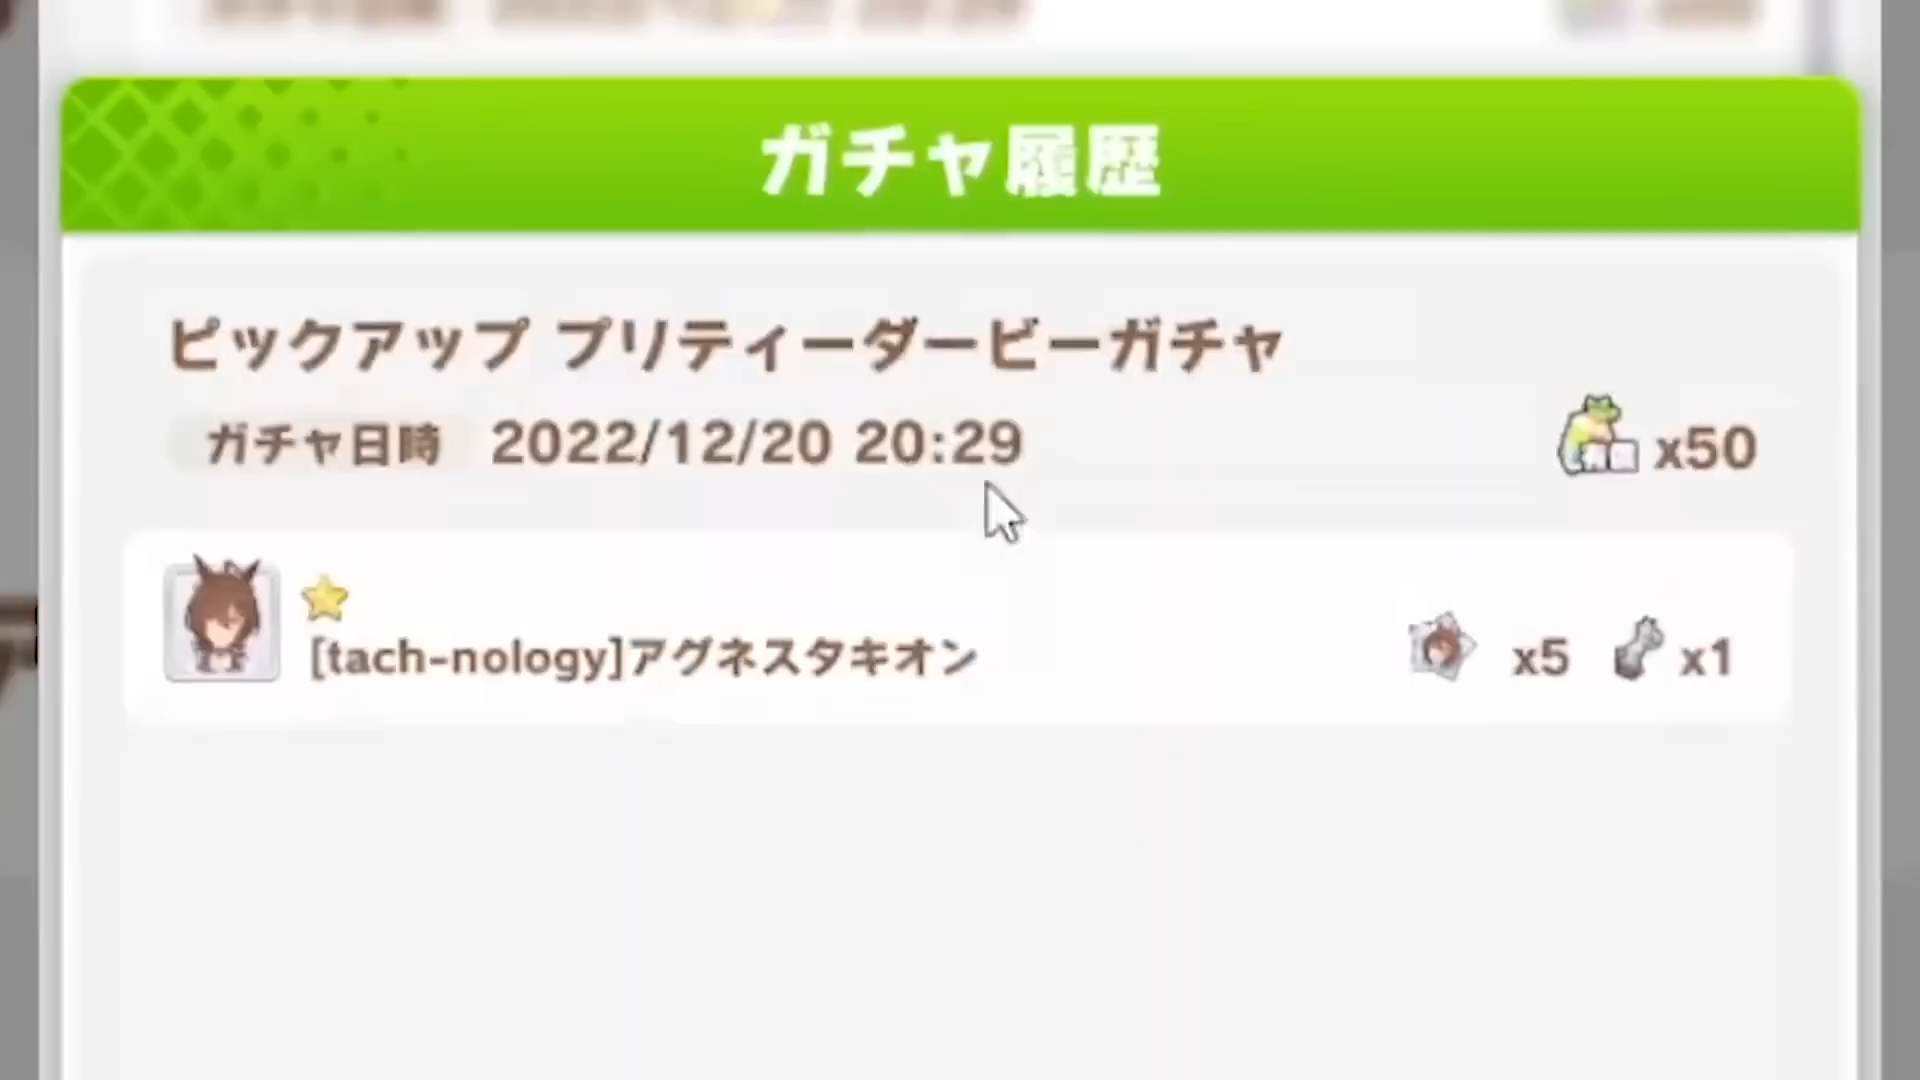 ガチャ履歴
ピックアップ プリティーダービーガチャ
ガチャ日時 2022/12/20 20:29
x50
[tach-nology]アグネスタキオン
x5 x1